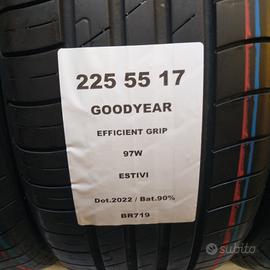 225 55 17
GOODYEAR
EFFICIENT GRIP
97W
ESTIVI
Dot.2022 / Bat.90%
BR719
subito